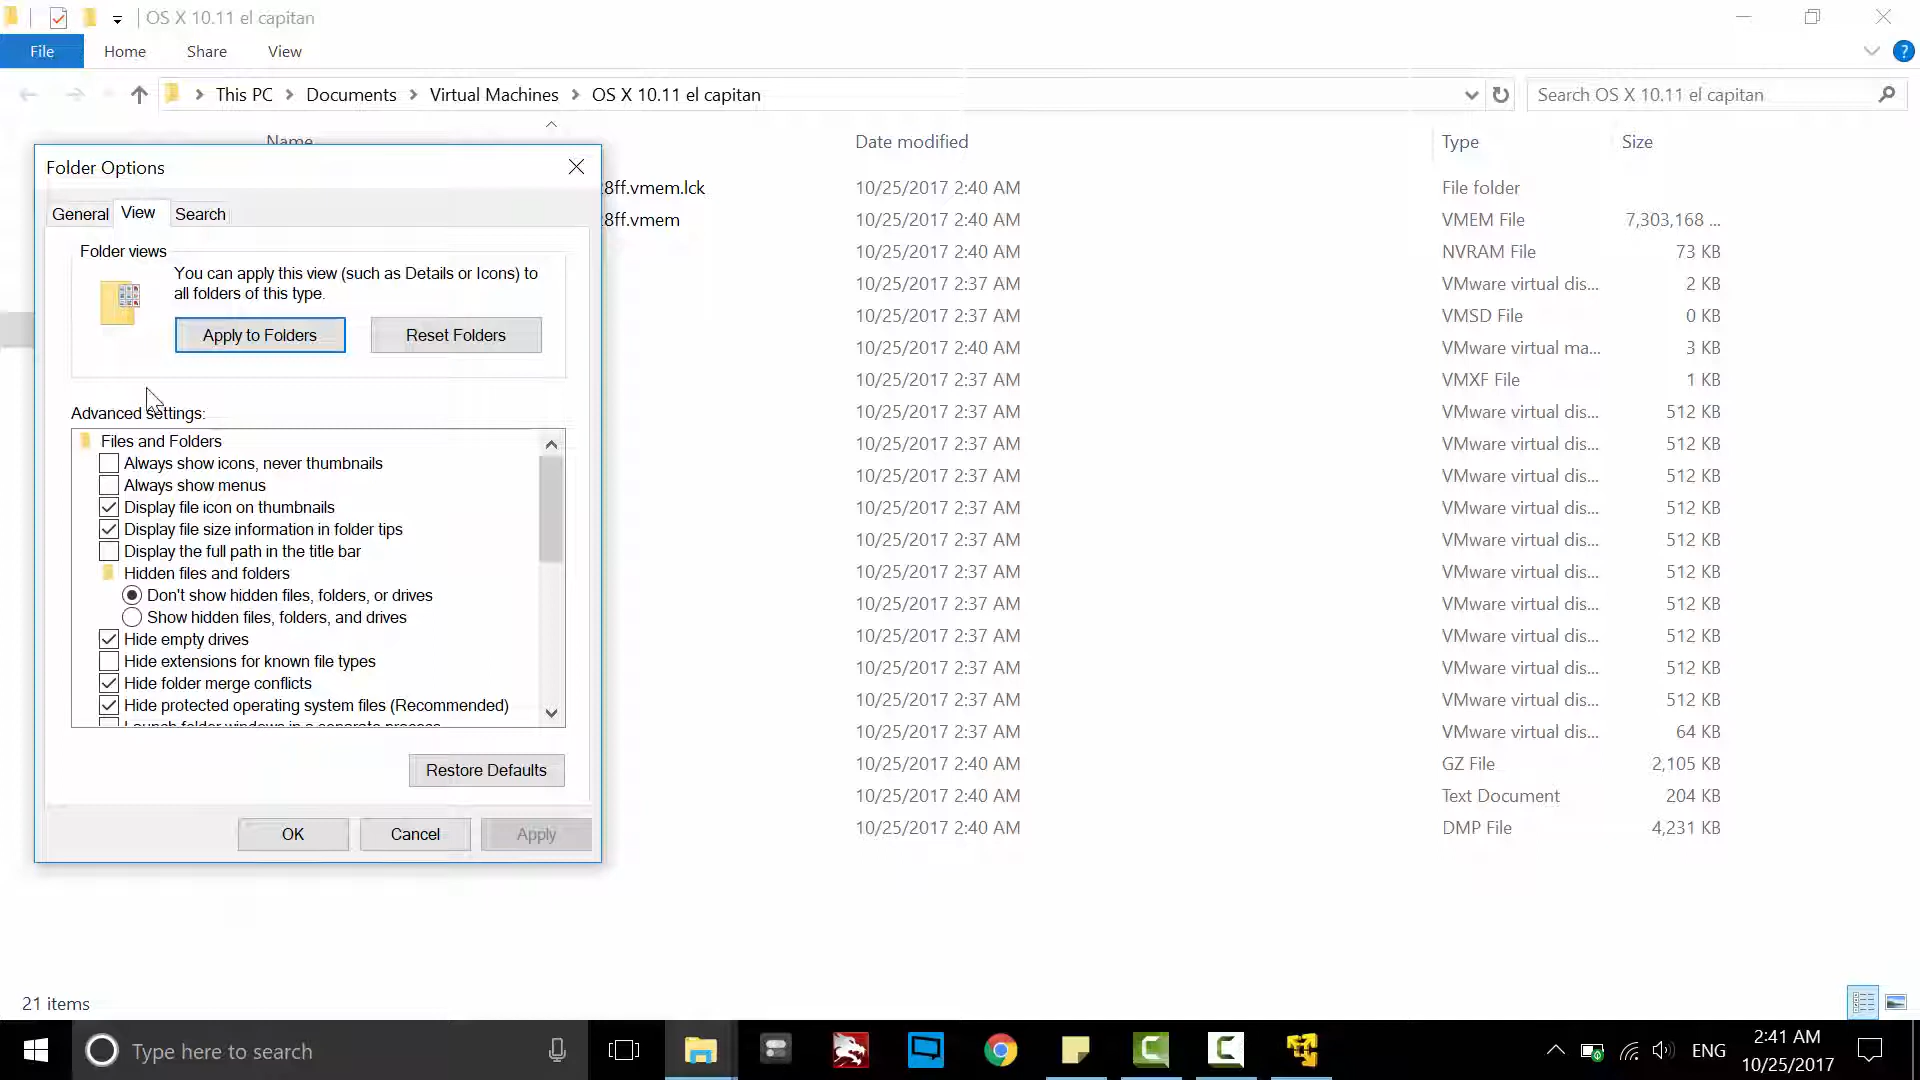 OS X 10.11 el capitan
File Home Share View
This PC Documents Virtual Machines OS X 10.11 el capitan
Search OS X 10.11 el capitan
Name Date modified Type Size
Folder Options
General View Search
Folder views
You can apply this view (such as Details or Icons) to
all folders of this type.
Apply to Folders Reset Folders
Advanced settings:
Files and Folders
Always show icons, never thumbnails
Always show menus
Display file icon on thumbnails
Display file size information in folder tips
Display the full path in the title bar
Hidden files and folders
Don't show hidden files, folders, or drives
Show hidden files, folders, and drives
Hide empty drives
Hide extensions for known file types
Hide folder merge conflicts
Hide protected operating system files (Recommended)
Launch folder windows in a separate process
Restore Defaults
OK Cancel Apply
8ff.vmem.lck 10/25/2017 2:40 AM File folder
8ff.vmem 10/25/2017 2:40 AM VMEM File 7,303,168 ...
10/25/2017 2:40 AM NVRAM File 73 KB
10/25/2017 2:37 AM VMware virtual dis... 2 KB
10/25/2017 2:37 AM VMSD File 0 KB
10/25/2017 2:40 AM VMware virtual ma... 3 KB
10/25/2017 2:37 AM VMXF File 1 KB
10/25/2017 2:37 AM VMware virtual dis... 512 KB
10/25/2017 2:37 AM VMware virtual dis... 512 KB
10/25/2017 2:37 AM VMware virtual dis... 512 KB
10/25/2017 2:37 AM VMware virtual dis... 512 KB
10/25/2017 2:37 AM VMware virtual dis... 512 KB
10/25/2017 2:37 AM VMware virtual dis... 512 KB
10/25/2017 2:37 AM VMware virtual dis... 512 KB
10/25/2017 2:37 AM VMware virtual dis... 512 KB
10/25/2017 2:37 AM VMware virtual dis... 512 KB
10/25/2017 2:37 AM VMware virtual dis... 512 KB
10/25/2017 2:37 AM VMware virtual dis... 64 KB
10/25/2017 2:40 AM GZ File 2,105 KB
10/25/2017 2:40 AM Text Document 204 KB
10/25/2017 2:40 AM DMP File 4,231 KB
21 items
Type here to search
ENG
2:41 AM
10/25/2017